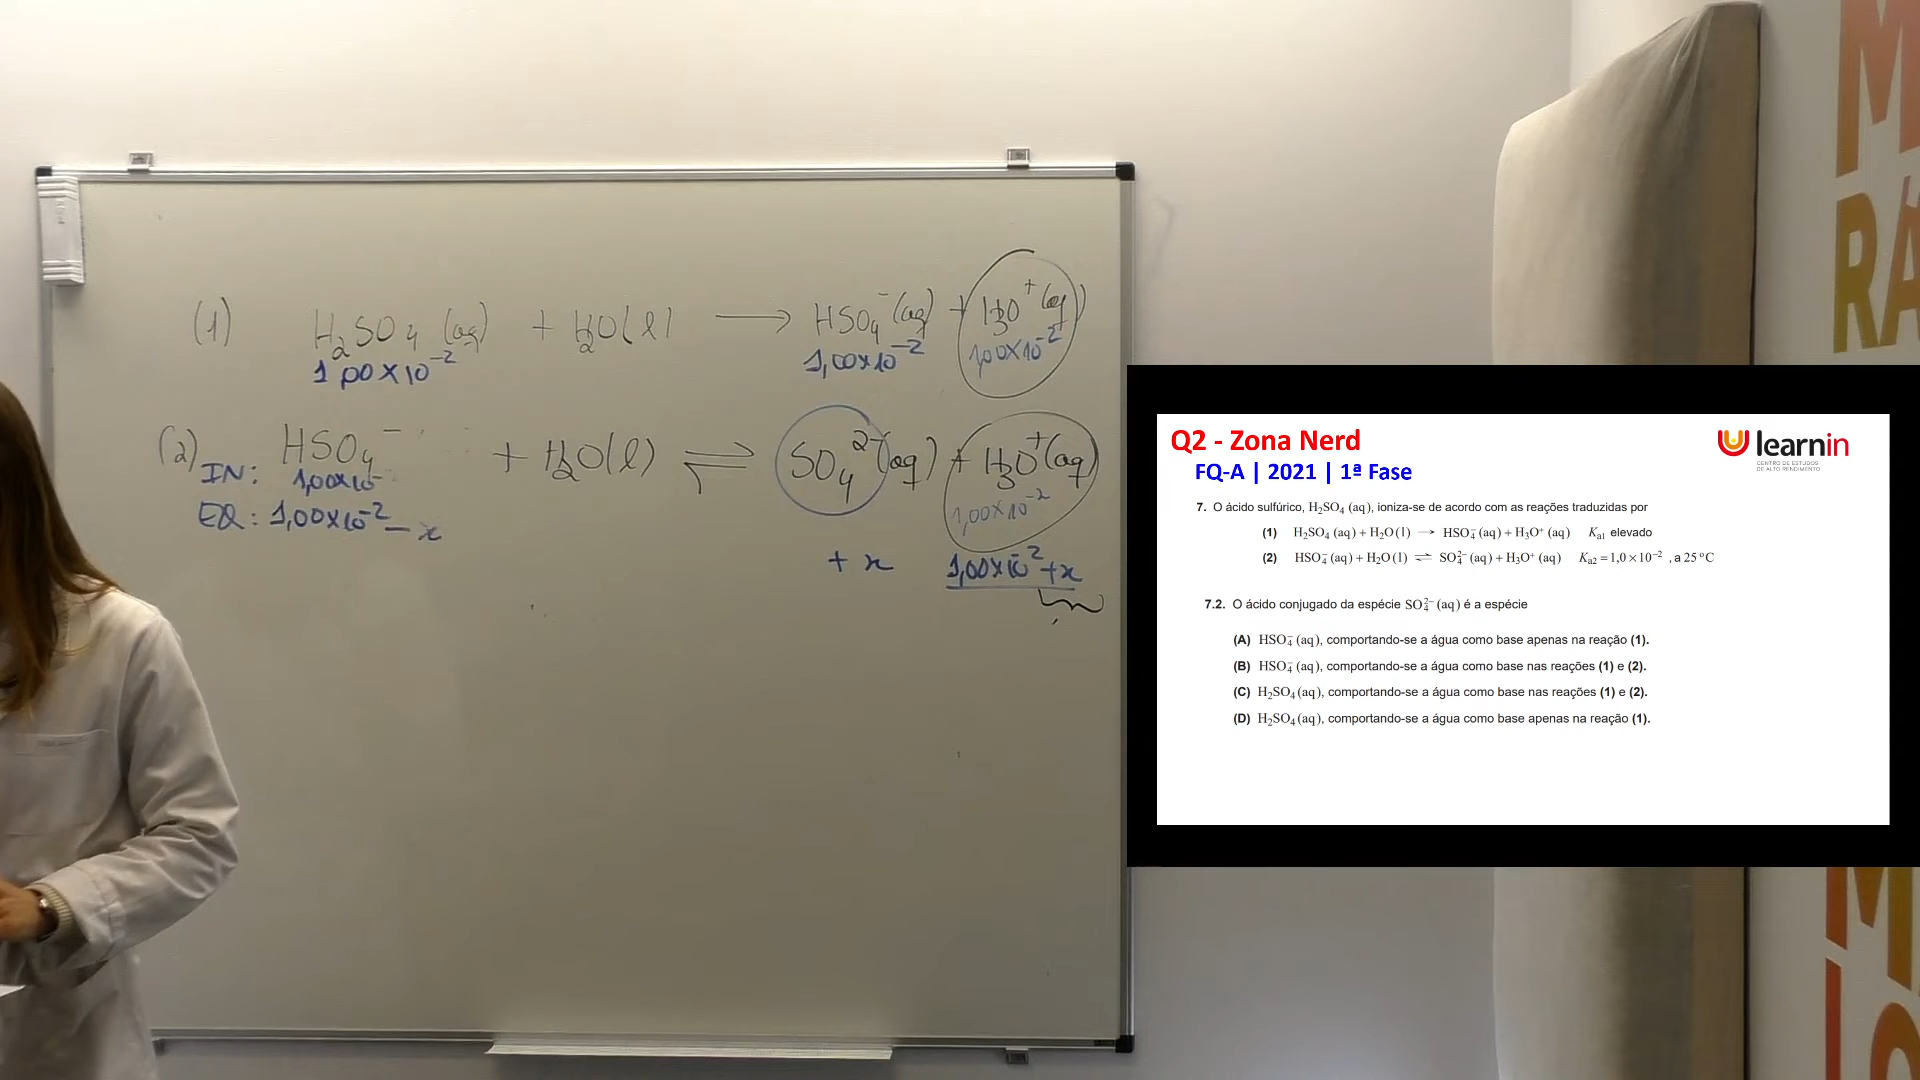 (1) H₂SO₄ (aq) + H₂O(l) ⟶ HSO₄⁻(aq) + H₃O⁺(aq)
1,00×10⁻² 1,00×10⁻² 1,00×10⁻²
(2) HSO₄⁻ + H₂O(l) ⇌ SO₄²⁻(aq) + H₃O⁺(aq)
IN: 1,00×10⁻ 1,00×10⁻²
EQ: 1,00×10⁻² – x + x 1,00×10⁻² + x
Q2 - Zona Nerd
FQ-A | 2021 | 1ª Fase
learnin
CENTRO DE ESTUDOS
DE ALTO RENDIMENTO
7. O ácido sulfúrico, H₂SO₄ (aq), ioniza-se de acordo com as reações traduzidas por
(1) H₂SO₄ (aq) + H₂O (l) → HSO₄⁻ (aq) + H₃O⁺ (aq) Kₐ₁ elevado
(2) HSO₄⁻ (aq) + H₂O (l) ⇌ SO₄²⁻ (aq) + H₃O⁺ (aq) Kₐ₂ = 1,0 × 10⁻² , a 25 ºC
7.2. O ácido conjugado da espécie SO₄²⁻ (aq) é a espécie
(A) HSO₄⁻ (aq), comportando-se a água como base apenas na reação (1).
(B) HSO₄⁻ (aq), comportando-se a água como base nas reações (1) e (2).
(C) H₂SO₄ (aq), comportando-se a água como base nas reações (1) e (2).
(D) H₂SO₄ (aq), comportando-se a água como base apenas na reação (1).